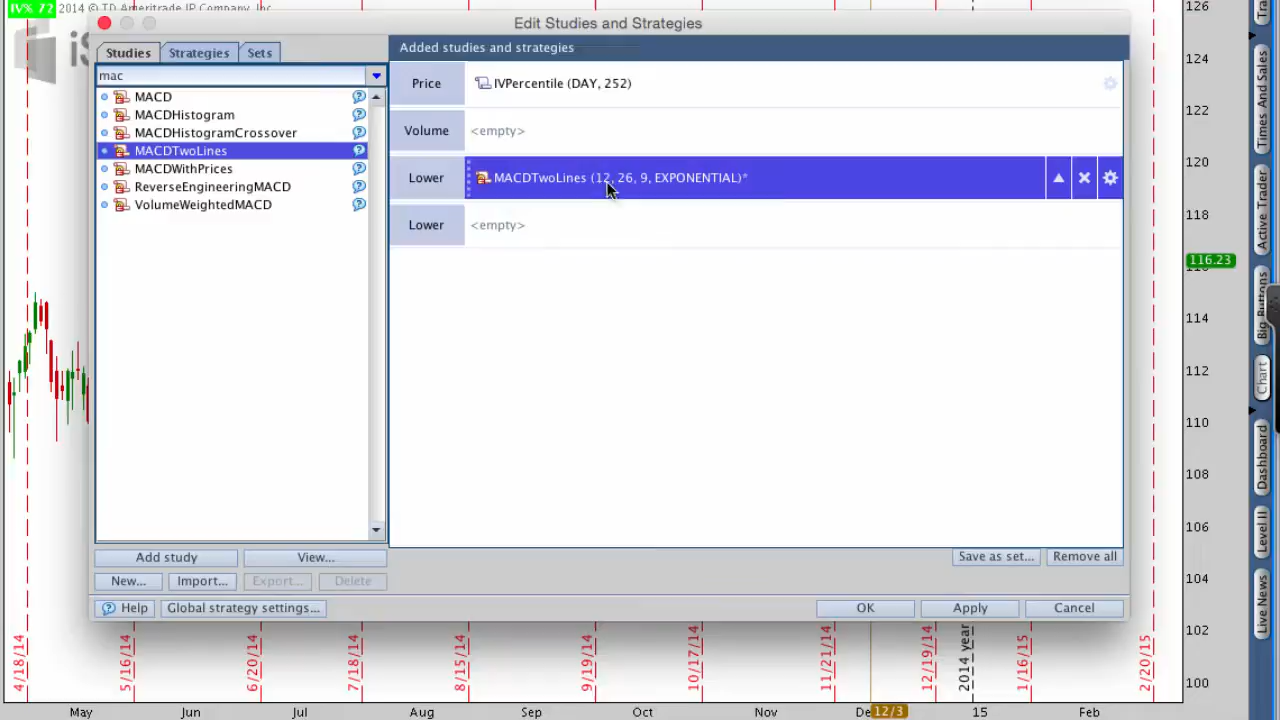 IV% 72 2014 © TD Ameritrade IP Company, Inc.
Edit Studies and Strategies
Studies
Strategies
Sets
mac
MACD
MACDHistogram
MACDHistogramCrossover
MACDTwoLines
MACDWithPrices
ReverseEngineeringMACD
VolumeWeightedMACD
Added studies and strategies
Price IVPercentile (DAY, 252)
Volume <empty>
Lower MACDTwoLines (12, 26, 9, EXPONENTIAL)*
Lower <empty>
Add study
View...
New...
Import...
Export...
Delete
Save as set...
Remove all
Help
Global strategy settings...
OK
Apply
Cancel
126
124
122
120
118
116.23
114
112
110
108
106
104
102
100
Times And Sales
Active Trader
Big Buttons
Chart
Dashboard
Level II
Live News
4/18/14
5/16/14
6/20/14
7/18/14
8/15/14
9/19/14
10/17/14
11/21/14
12/19/14
2014 year
1/16/15
2/20/15
May
Jun
Jul
Aug
Sep
Oct
Nov
12/3
15
Feb